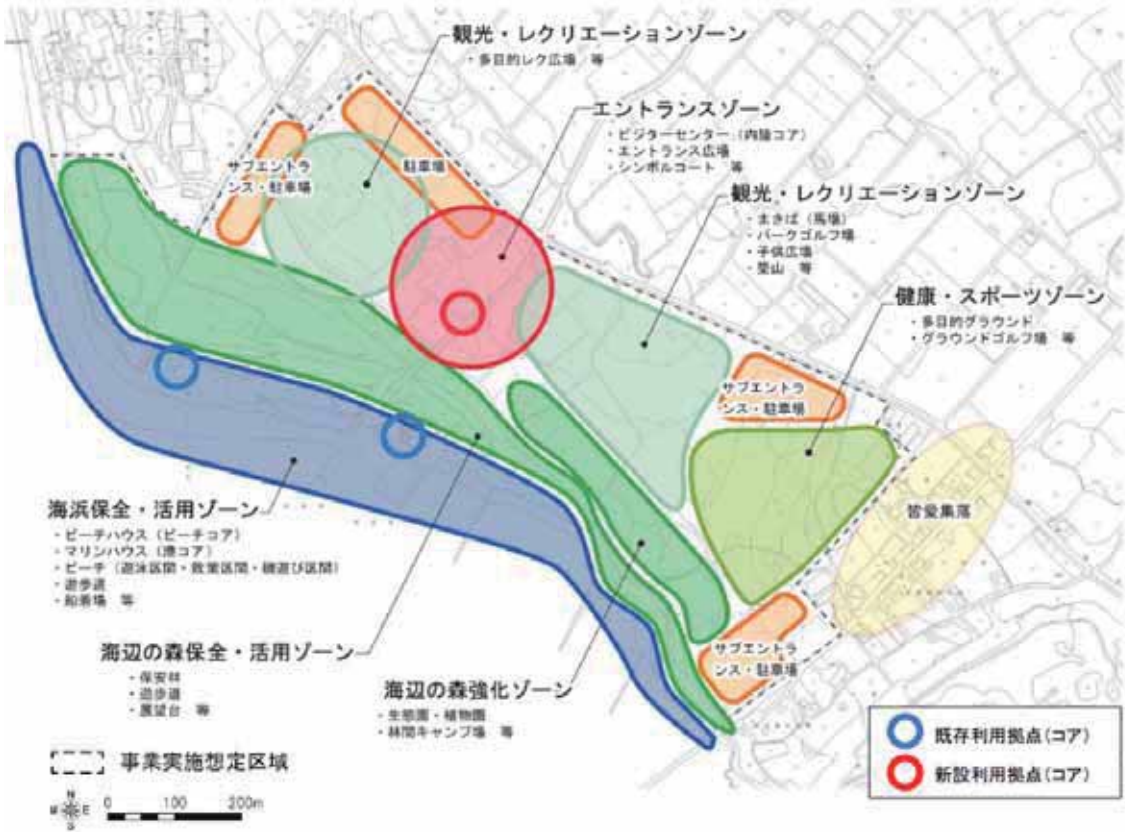 観光・レクリエーションゾーン
・多目的レク広場 等
エントランスゾーン
・ビジターセンター（内陸コア）
・エントランス広場
・シンボルコート 等
サブエントラ
ンス・駐車場
駐車場
観光・レクリエーションゾーン
・まきば（馬場）
・パークゴルフ場
・子供広場
・築山 等
健康・スポーツゾーン
・多目的グラウンド
・グラウンドゴルフ場 等
サブエントラ
ンス・駐車場
皆愛集落
海浜保全・活用ゾーン
・ビーチハウス（ビーチコア）
・マリンハウス（港コア）
・ビーチ（遊泳区間・散策区間・磯遊び区間）
・遊歩道
・船着場 等
海辺の森保全・活用ゾーン
・保安林
・遊歩道
・展望台 等
海辺の森強化ゾーン
・生態園・植物園
・林間キャンプ場 等
サブエントラ
ンス・駐車場
事業実施想定区域
N
W E
S
0 100 200m
既存利用拠点(コア)
新設利用拠点(コア)